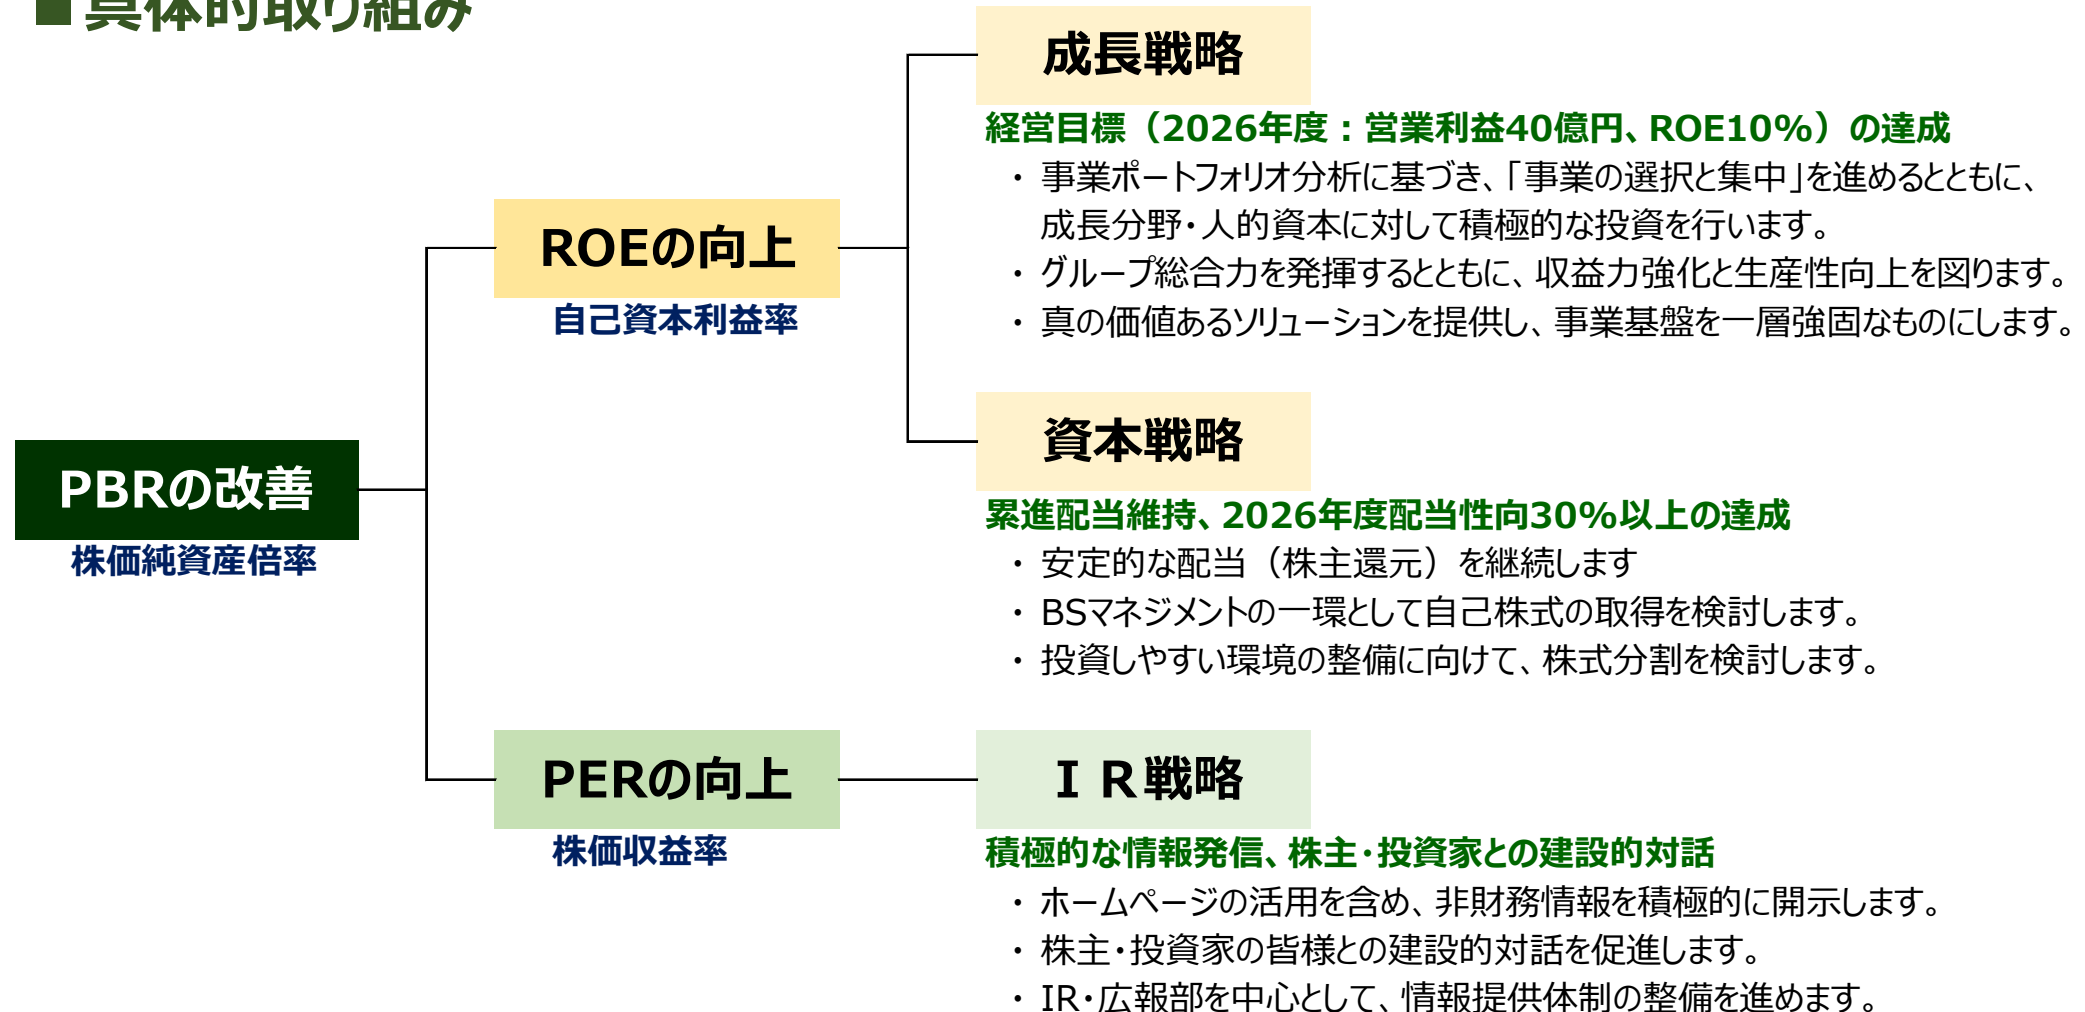 ■具体的取り組み
成長戦略
経営目標（2026年度：営業利益40億円、ROE10%）の達成
・ 事業ポートフォリオ分析に基づき、「事業の選択と集中」を進めるとともに、
成長分野・人的資本に対して積極的な投資を行います。
・ グループ総合力を発揮するとともに、収益力強化と生産性向上を図ります。
・ 真の価値あるソリューションを提供し、事業基盤を一層強固なものにします。
ROEの向上
自己資本利益率
資本戦略
累進配当維持、2026年度配当性向30%以上の達成
・ 安定的な配当（株主還元）を継続します
・ BSマネジメントの一環として自己株式の取得を検討します。
・ 投資しやすい環境の整備に向けて、株式分割を検討します。
PBRの改善
株価純資産倍率
PERの向上
株価収益率
ＩＲ戦略
積極的な情報発信、株主・投資家との建設的対話
・ ホームページの活用を含め、非財務情報を積極的に開示します。
・ 株主・投資家の皆様との建設的対話を促進します。
・ IR・広報部を中心として、情報提供体制の整備を進めます。